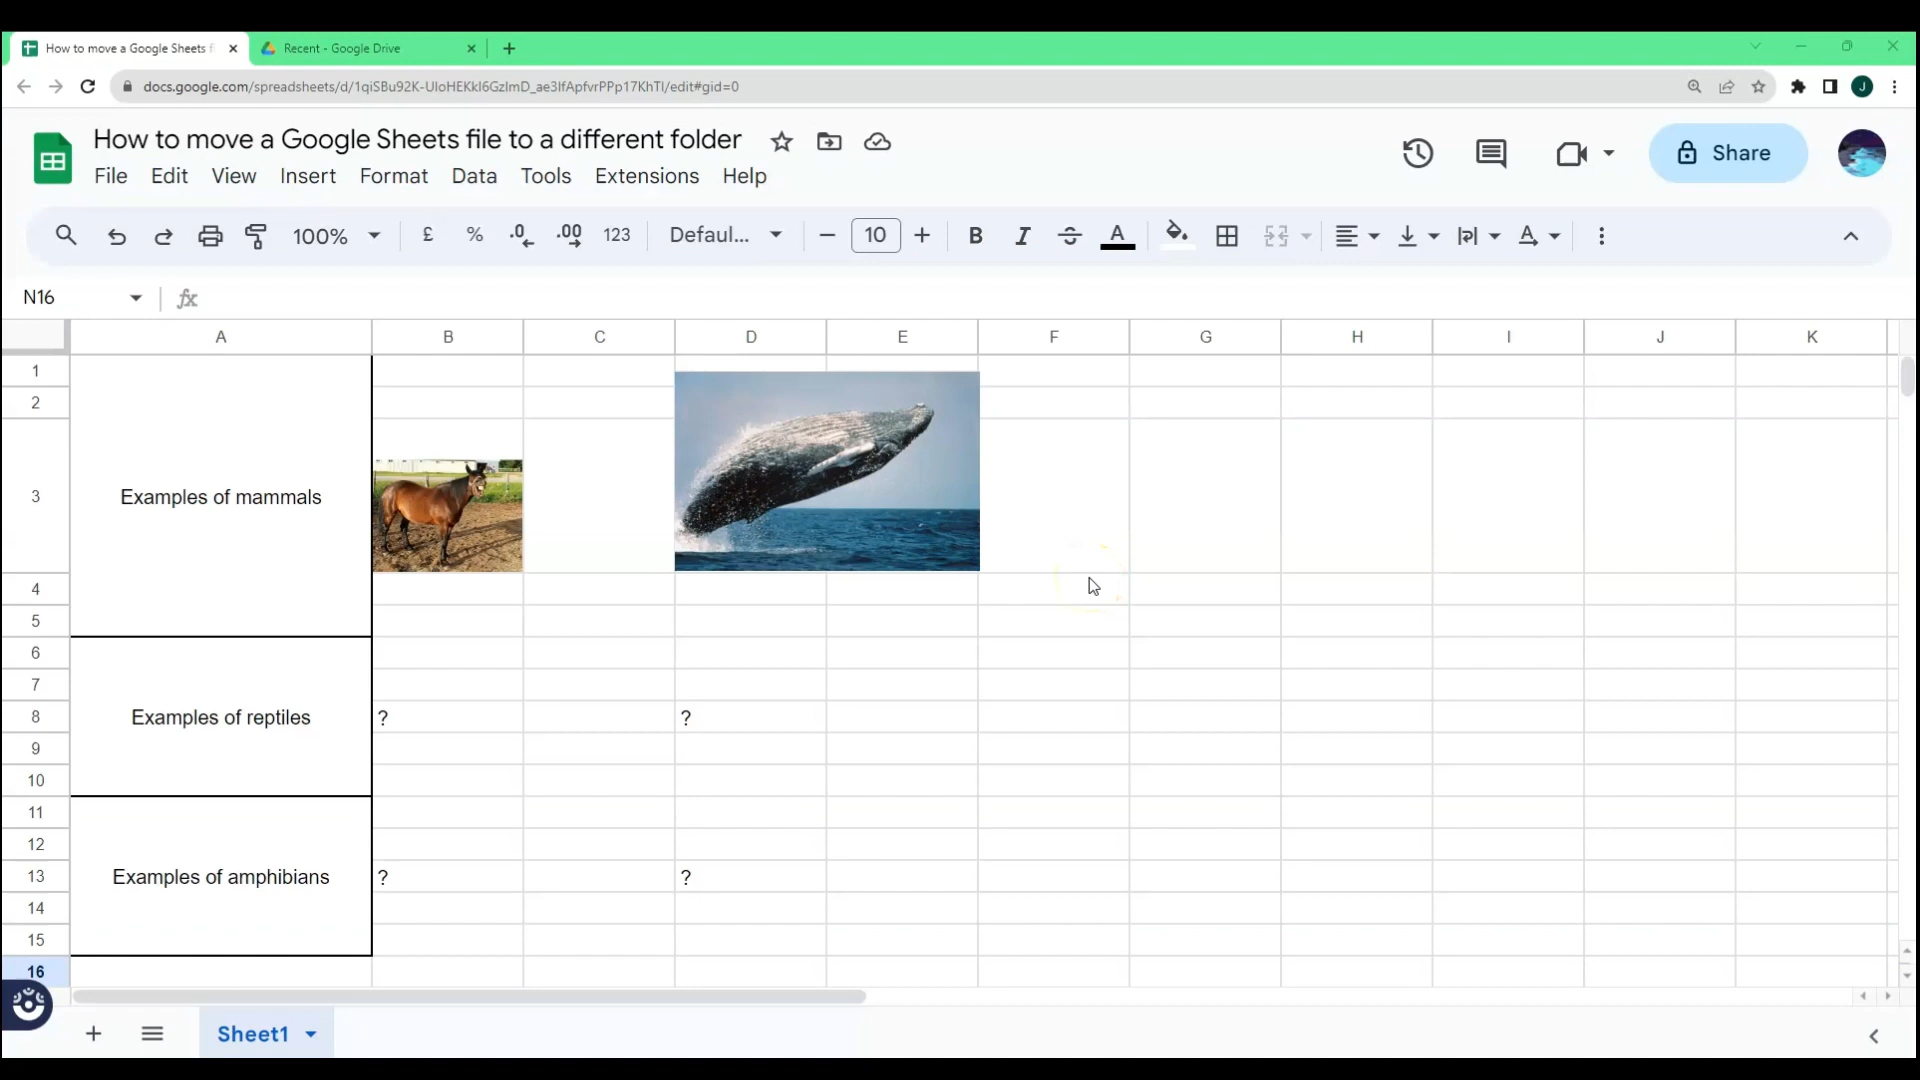 How to move a Google Sheets f
Recent - Google Drive
docs.google.com/spreadsheets/d/1qiSBu92K-UIoHEKkI6GzImD_ae3IfApfvrPPp17KhTI/edit#gid=0
J
How to move a Google Sheets file to a different folder
File Edit View Insert Format Data Tools Extensions Help
Share
100% £ % .0 .00 123 Defaul... 10 B I A
N16 fx
A B C D E F G H I J K
1
2
3 Examples of mammals
4
5
6
7
8 Examples of reptiles ? ?
9
10
11
12
13 Examples of amphibians ? ?
14
15
16
Sheet1